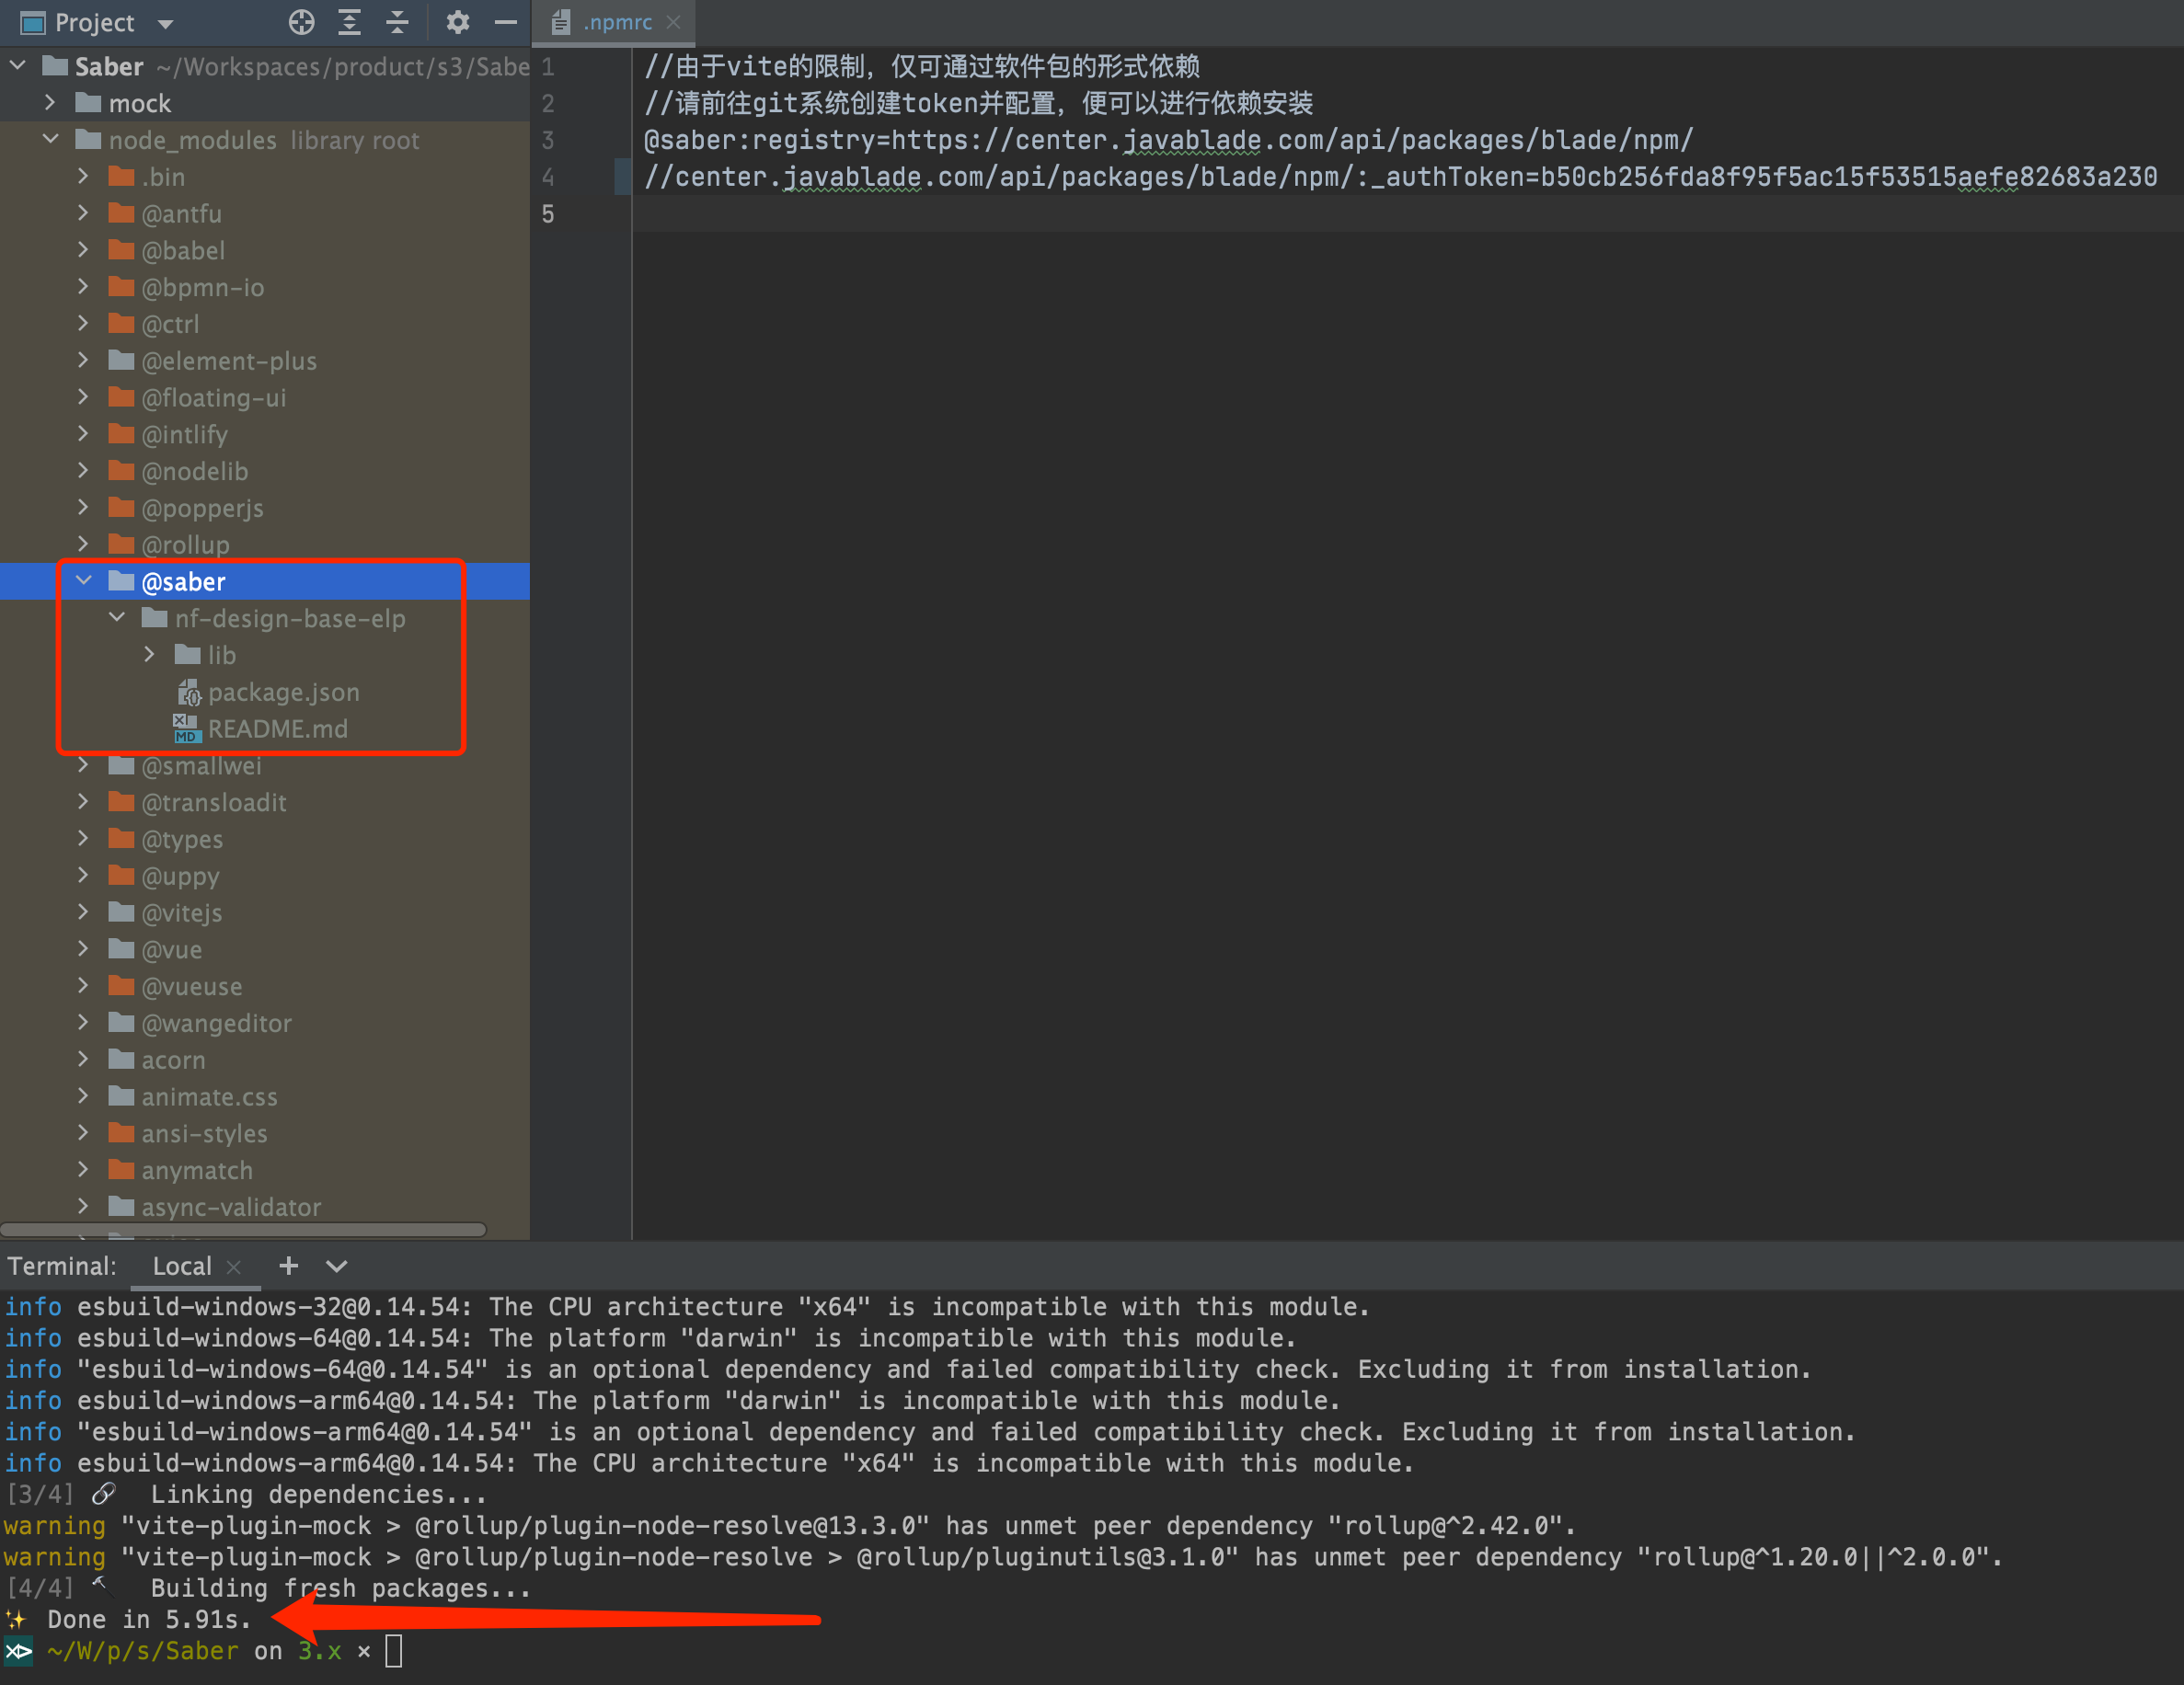 Project
.npmrc
Saber ~/Workspaces/product/s3/Sabe
mock
node_modules library root
.bin
@antfu
@babel
@bpmn-io
@ctrl
@element-plus
@floating-ui
@intlify
@nodelib
@popperjs
@rollup
@saber
nf-design-base-elp
lib
package.json
README.md
@smallwei
@transloadit
@types
@uppy
@vitejs
@vue
@vueuse
@wangeditor
acorn
animate.css
ansi-styles
anymatch
async-validator
1 //由于vite的限制，仅可通过软件包的形式依赖
2 //请前往git系统创建token并配置，便可以进行依赖安装
3 @saber:registry=https://center.javablade.com/api/packages/blade/npm/
4 //center.javablade.com/api/packages/blade/npm/:_authToken=b50cb256fda8f95f5ac15f53515aefe82683a230
5
Terminal: Local
info esbuild-windows-32@0.14.54: The CPU architecture "x64" is incompatible with this module.
info esbuild-windows-64@0.14.54: The platform "darwin" is incompatible with this module.
info "esbuild-windows-64@0.14.54" is an optional dependency and failed compatibility check. Excluding it from installation.
info esbuild-windows-arm64@0.14.54: The platform "darwin" is incompatible with this module.
info "esbuild-windows-arm64@0.14.54" is an optional dependency and failed compatibility check. Excluding it from installation.
info esbuild-windows-arm64@0.14.54: The CPU architecture "x64" is incompatible with this module.
[3/4] 🔗 Linking dependencies...
warning "vite-plugin-mock > @rollup/plugin-node-resolve@13.3.0" has unmet peer dependency "rollup@^2.42.0".
warning "vite-plugin-mock > @rollup/plugin-node-resolve > @rollup/pluginutils@3.1.0" has unmet peer dependency "rollup@^1.20.0||^2.0.0".
[4/4] 🔨 Building fresh packages...
✨ Done in 5.91s.
~/W/p/s/Saber on 3.x ×